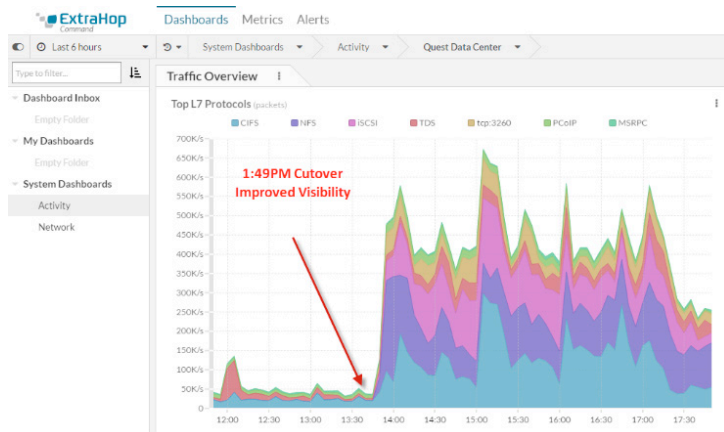 ExtraHop
Command
Dashboards Metrics Alerts
Last 6 hours
System Dashboards
Activity
Quest Data Center
Type to filter...
Traffic Overview
Dashboard Inbox
Empty Folder
My Dashboards
Empty Folder
System Dashboards
Activity
Network
Top L7 Protocols (packets)
CIFS NFS iSCSI TDS tcp:3260 PCoIP MSRPC
700K/s
650K/s
600K/s
550K/s
500K/s
450K/s
400K/s
350K/s
300K/s
250K/s
200K/s
150K/s
100K/s
50K/s
0
1:49PM Cutover
Improved Visibility
12:00 12:30 13:00 13:30 14:00 14:30 15:00 15:30 16:00 16:30 17:00 17:30